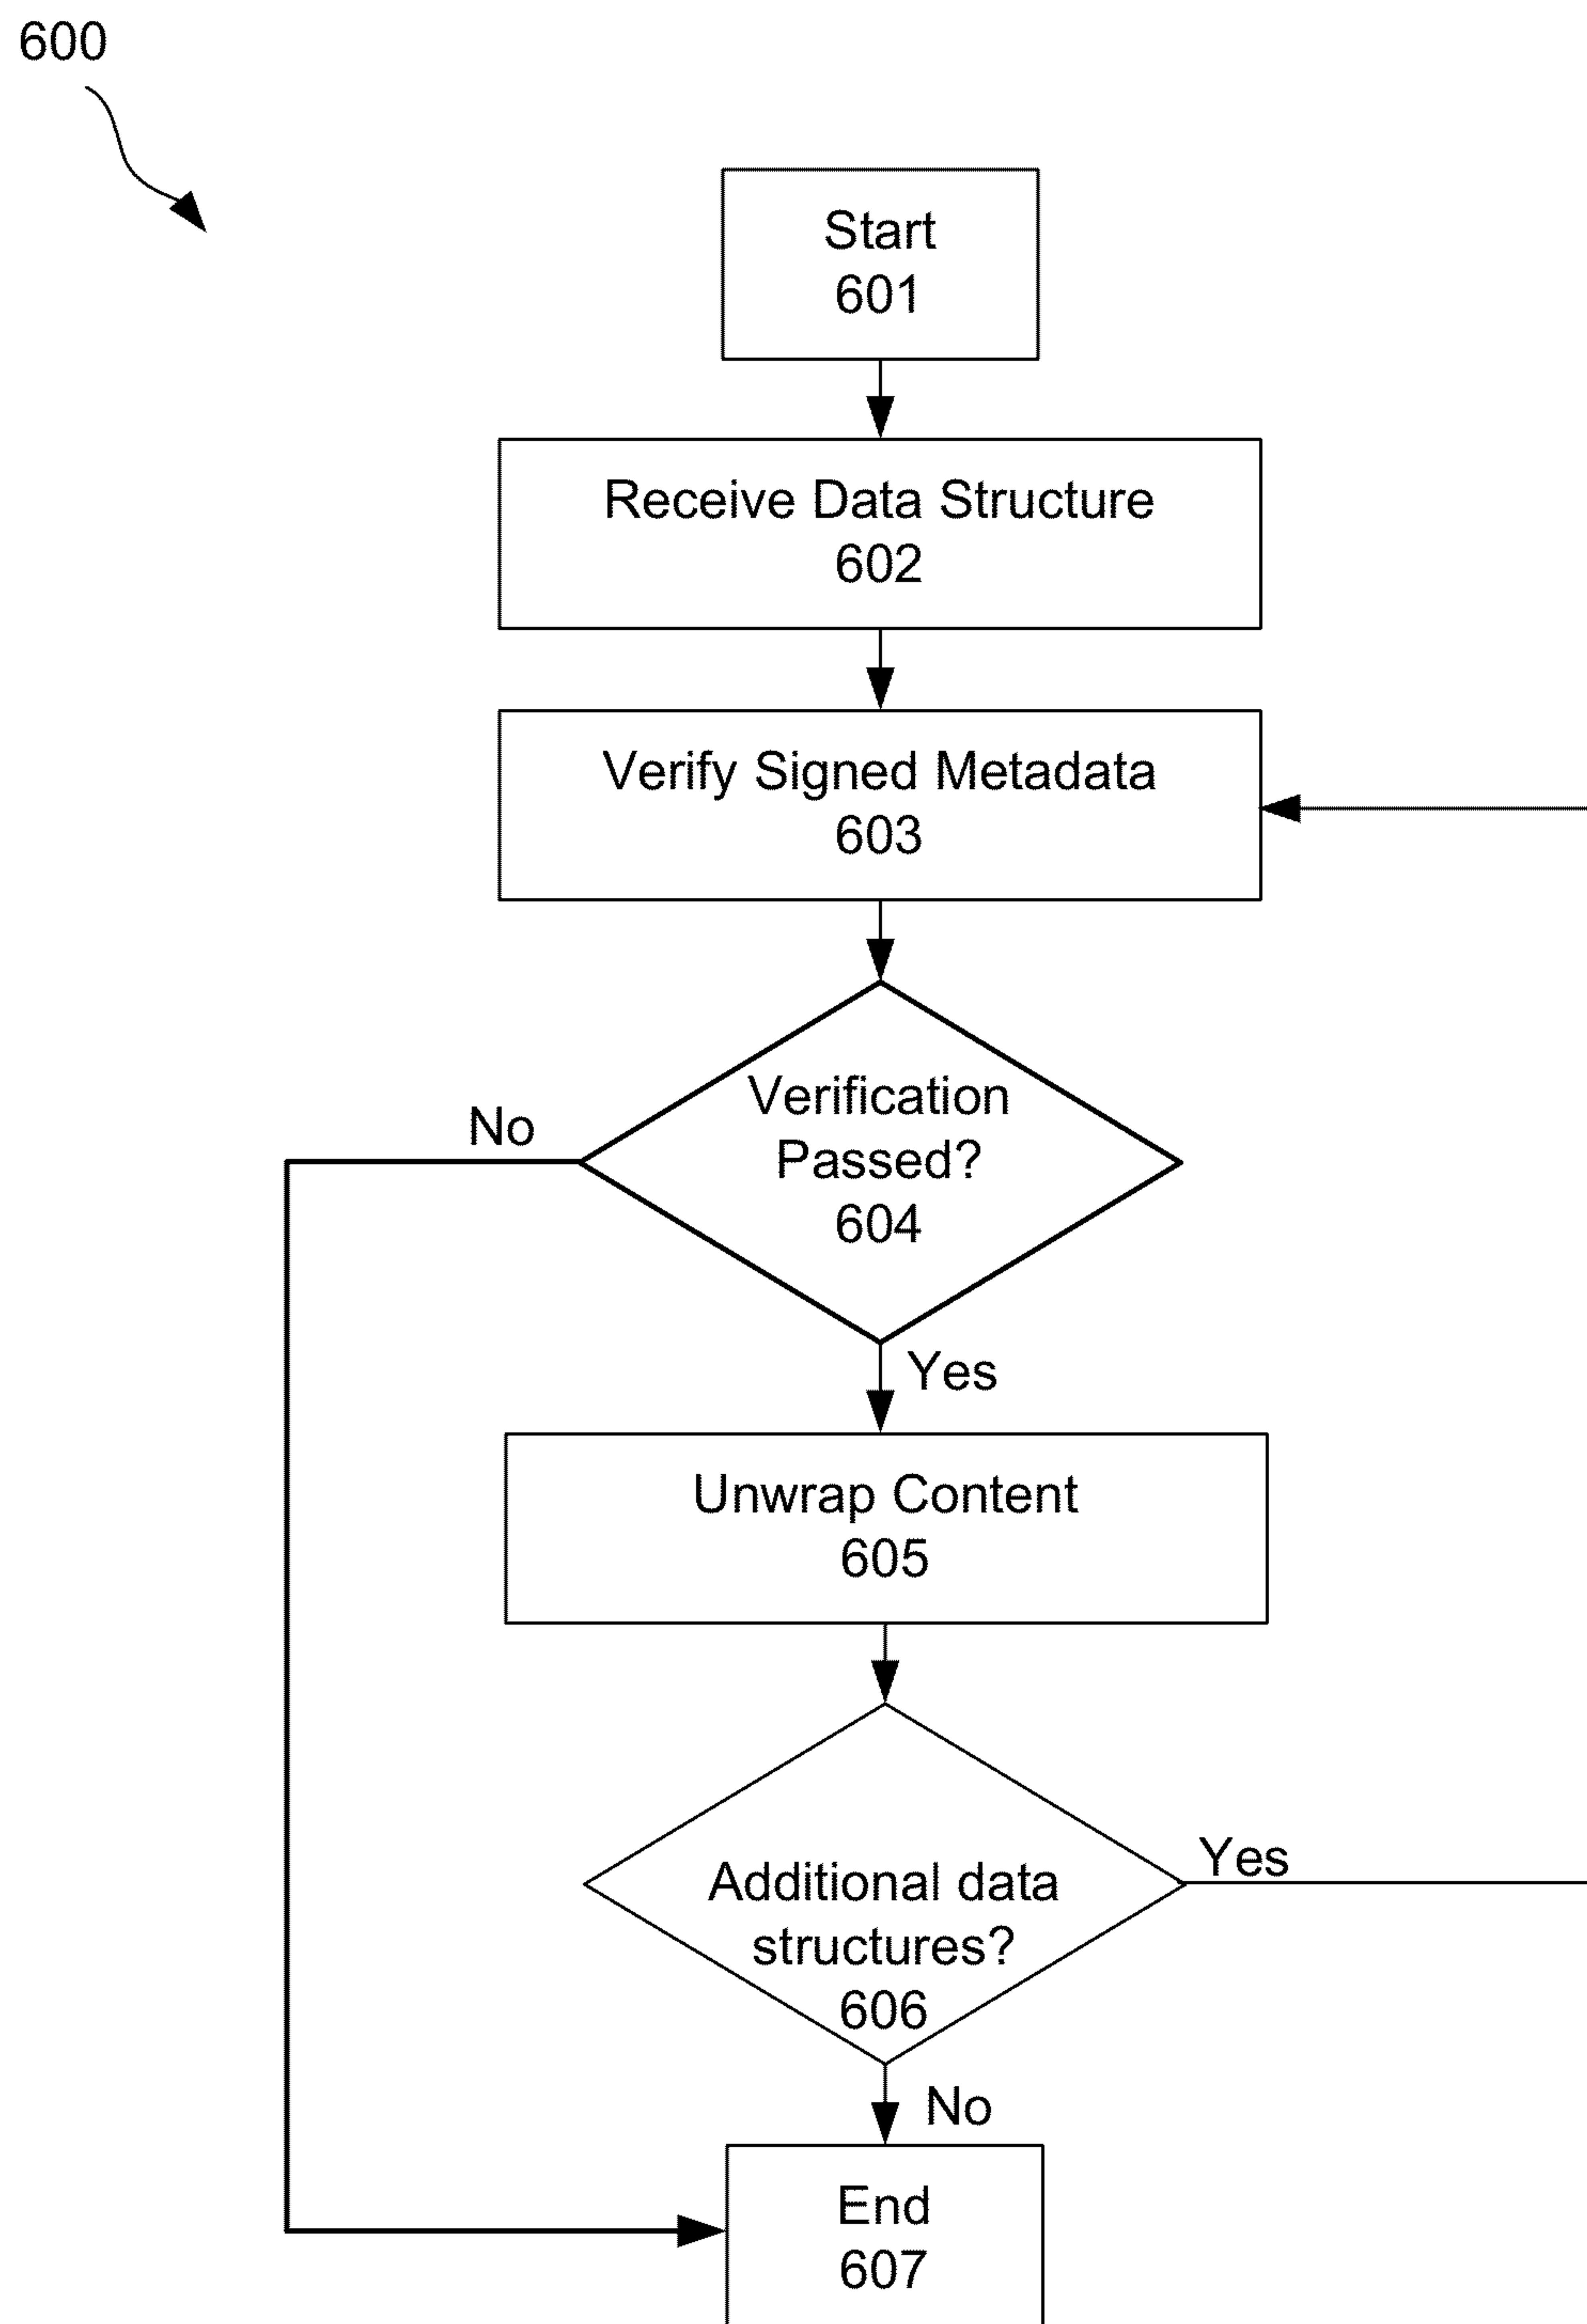 600
Start
601
Receive Data Structure
602
Verify Signed Metadata
603
Verification
Passed?
604
No
Yes
Unwrap Content
605
Additional data
structures?
606
Yes
No
End
607